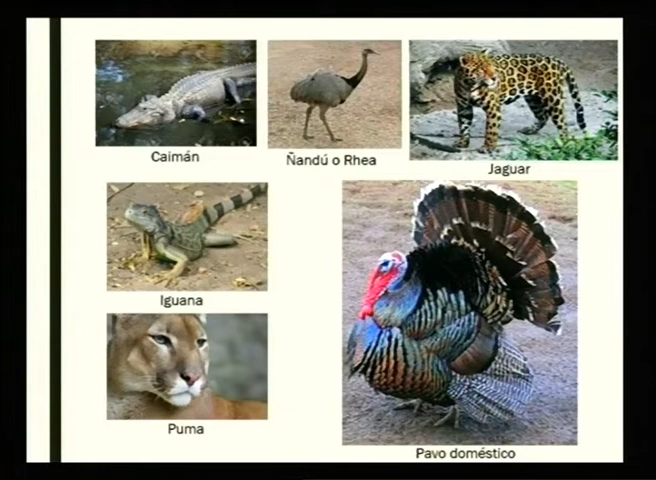 Caimán
Ñandú o Rhea
Jaguar
Iguana
Puma
Pavo doméstico